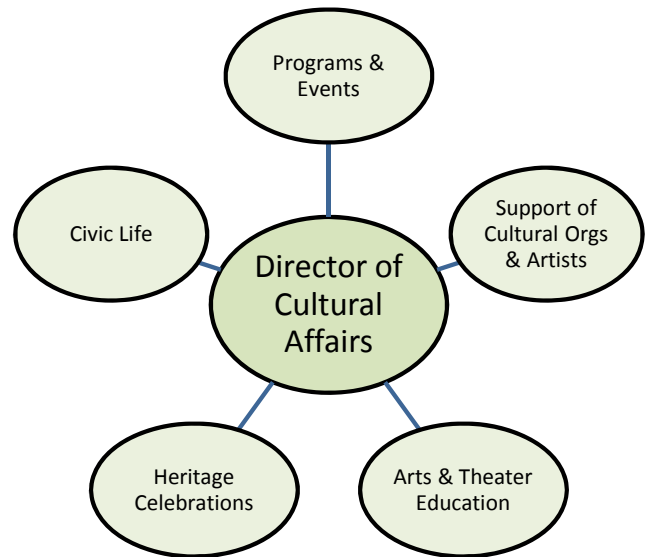 Programs &
Events
Support of
Cultural Orgs
& Artists
Civic Life
Director of
Cultural
Affairs
Arts & Theater
Education
Heritage
Celebrations